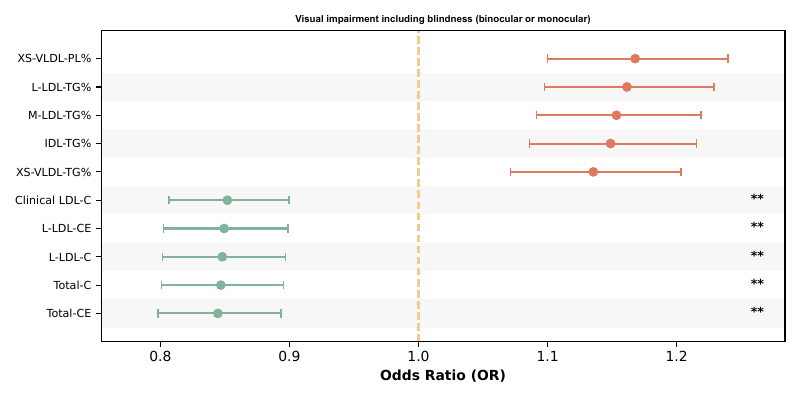 Visual impairment including blindness (binocular or monocular)
XS-VLDL-PL%
L-LDL-TG%
M-LDL-TG%
IDL-TG%
XS-VLDL-TG%
Clinical LDL-C **
L-LDL-CE **
L-LDL-C **
Total-C **
Total-CE **
0.8 0.9 1.0 1.1 1.2
Odds Ratio (OR)